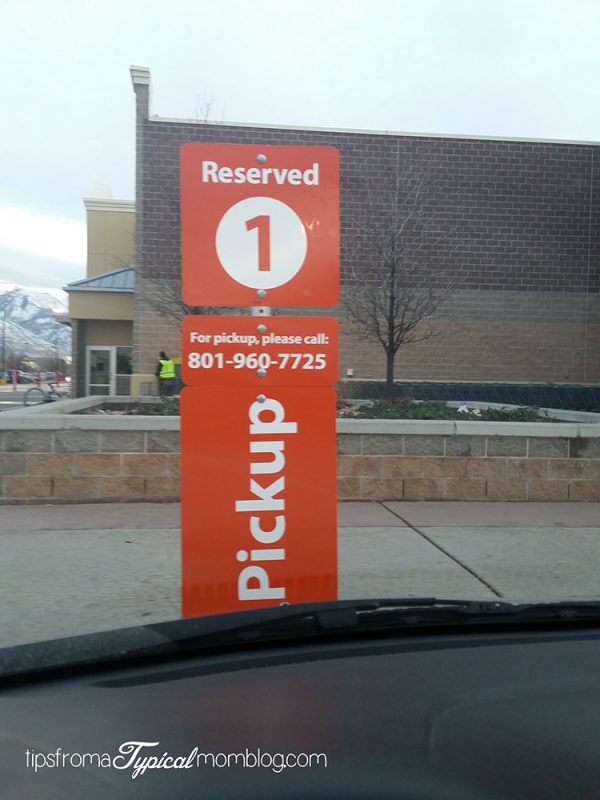 Reserved
1
For pickup, please call:
801-960-7725
Pickup
tipsfromaTypicalmomblog.com